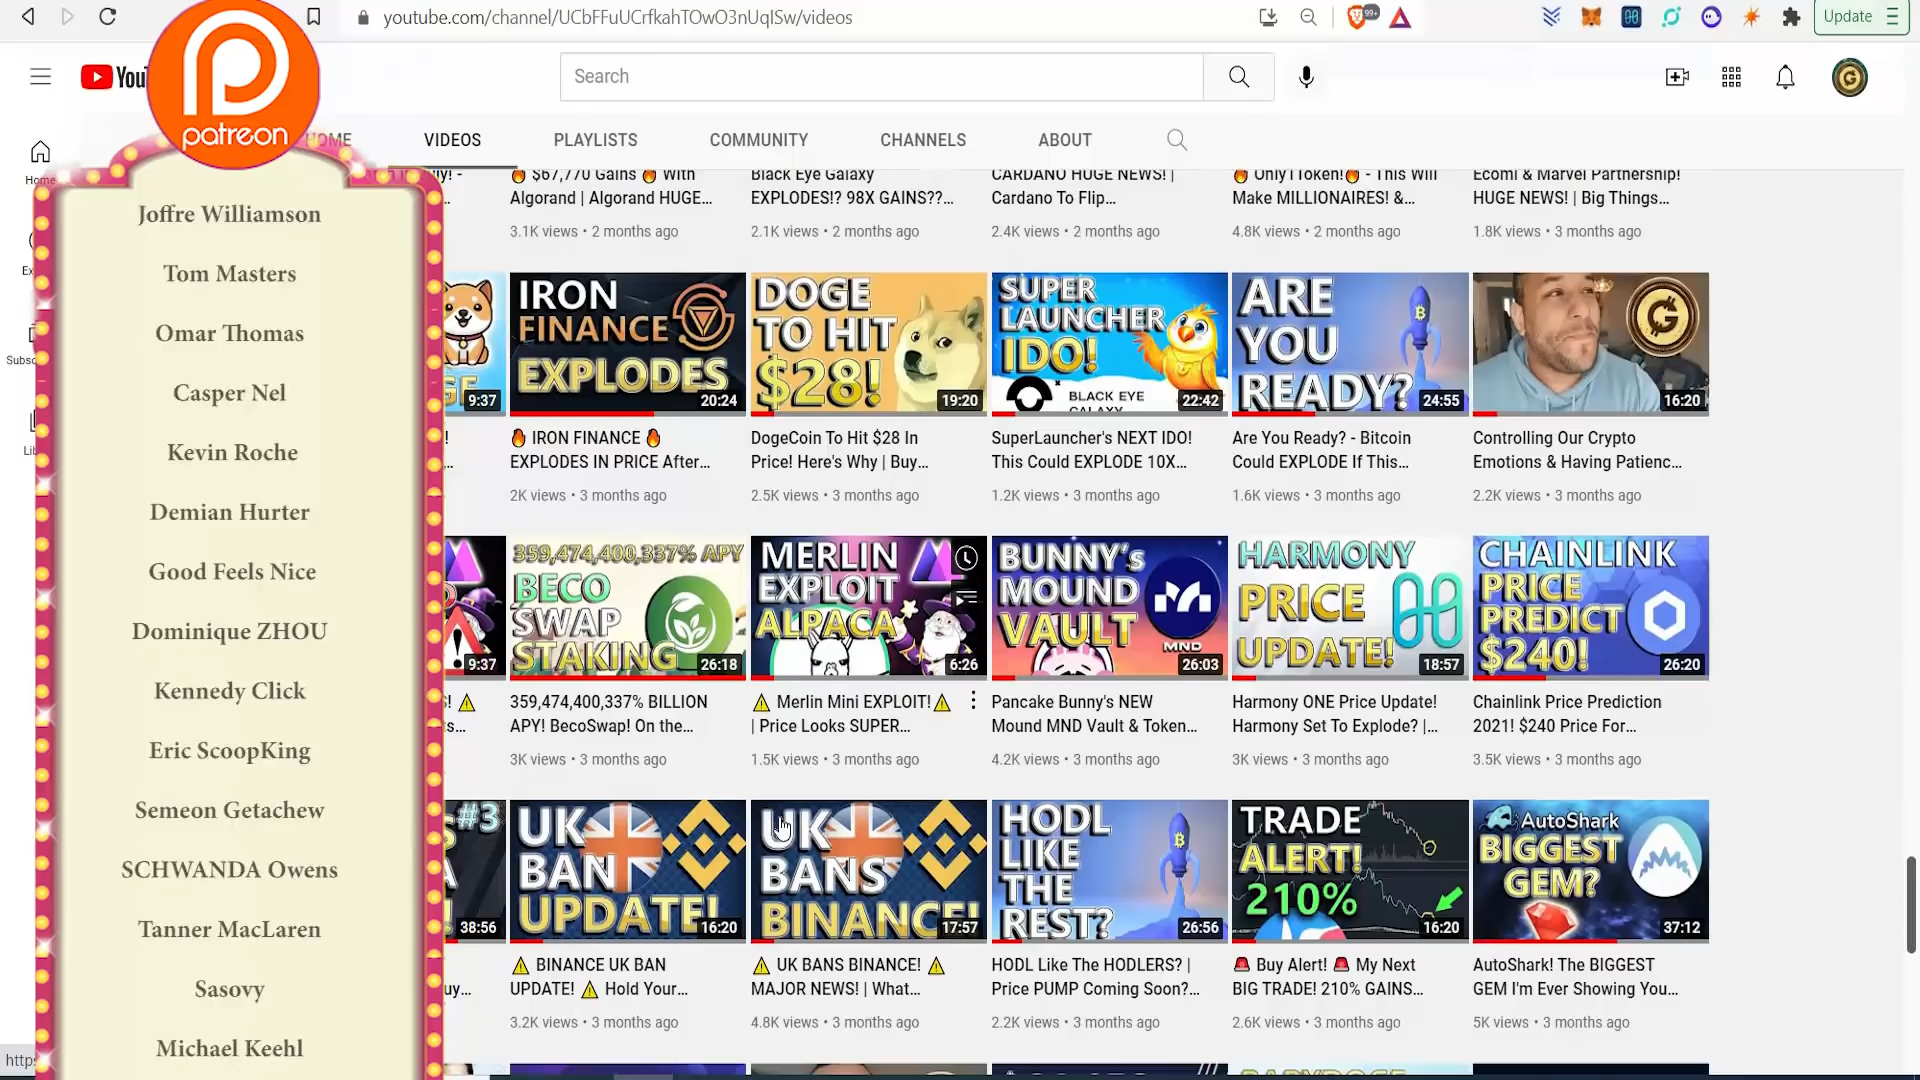 youtube.com/channel/UCbFFuUCrfkahTOwO3nUqISw/videos
99+
Update
You
Search
patreon
HOME
VIDEOS
PLAYLISTS
COMMUNITY
CHANNELS
ABOUT
Home
Subsc
Lib
Joffre Williamson
Tom Masters
Omar Thomas
Casper Nel
Kevin Roche
Demian Hurter
Good Feels Nice
Dominique ZHOU
Kennedy Click
Eric ScoopKing
Semeon Getachew
SCHWANDA Owens
Tanner MacLaren
Sasovy
Michael Keehl
🔥 $67,770 Gains 🔥 With
Algorand | Algorand HUGE...
3.1K views • 2 months ago
Black Eye Galaxy
EXPLODES!? 98X GAINS??...
2.1K views • 2 months ago
CARDANO HUGE NEWS! |
Cardano To Flip...
2.4K views • 2 months ago
🔥 Only1Token!🔥 - This Will
Make MILLIONAIRES! &...
4.8K views • 2 months ago
Ecomi & Marvel Partnership!
HUGE NEWS! | Big Things...
1.8K views • 3 months ago
9:37
IRON
FINANCE
EXPLODES
20:24
🔥 IRON FINANCE 🔥
EXPLODES IN PRICE After...
2K views • 3 months ago
DOGE
TO HIT
$28!
19:20
DogeCoin To Hit $28 In
Price! Here's Why | Buy...
2.5K views • 3 months ago
SUPER
LAUNCHER
IDO!
BLACK EYE
GALAXY
22:42
SuperLauncher's NEXT IDO!
This Could EXPLODE 10X...
1.2K views • 3 months ago
ARE
YOU
READY?
24:55
Are You Ready? - Bitcoin
Could EXPLODE If This...
1.6K views • 3 months ago
16:20
Controlling Our Crypto
Emotions & Having Patienc...
2.2K views • 3 months ago
9:37
! ⚠
s...
359,474,400,337% APY
BECO
SWAP
STAKING
26:18
359,474,400,337% BILLION
APY! BecoSwap! On the...
3K views • 3 months ago
MERLIN
EXPLOIT
ALPACA
6:26
⚠ Merlin Mini EXPLOIT!⚠
| Price Looks SUPER...
1.5K views • 3 months ago
BUNNY's
MOUND
VAULT
MND
26:03
Pancake Bunny's NEW
Mound MND Vault & Token...
4.2K views • 3 months ago
HARMONY
PRICE
UPDATE!
18:57
Harmony ONE Price Update!
Harmony Set To Explode? |...
3K views • 3 months ago
CHAINLINK
PRICE
PREDICT
$240!
26:20
Chainlink Price Prediction
2021! $240 Price For...
3.5K views • 3 months ago
#3
38:56
uy...
UK
BAN
UPDATE!
16:20
⚠ BINANCE UK BAN
UPDATE! ⚠ Hold Your...
3.2K views • 3 months ago
UK
BANS
BINANCE!
17:57
⚠ UK BANS BINANCE! ⚠
MAJOR NEWS! | What...
4.8K views • 3 months ago
HODL
LIKE
THE
REST?
26:56
HODL Like The HODLERS? |
Price PUMP Coming Soon?...
2.2K views • 3 months ago
TRADE
ALERT!
210%
16:20
🚨 Buy Alert! 🚨 My Next
BIG TRADE! 210% GAINS...
2.6K views • 3 months ago
AutoShark
BIGGEST
GEM?
37:12
AutoShark! The BIGGEST
GEM I'm Ever Showing You...
5K views • 3 months ago
https